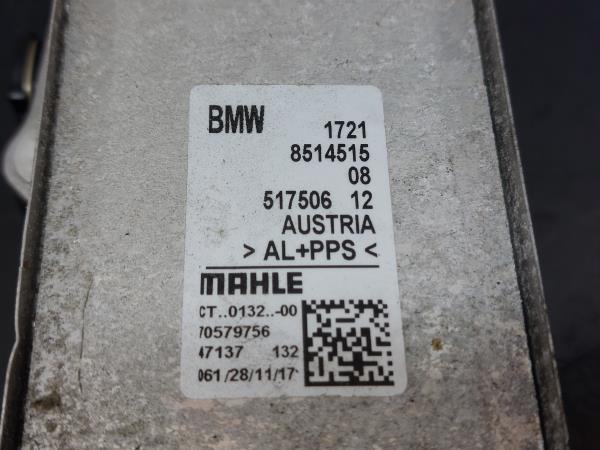 BMW 1721
8514515
08
517506 12
AUSTRIA
> AL+PPS <
MAHLE
CT..0132..-00
70579756
47137 132
061/28/11/17